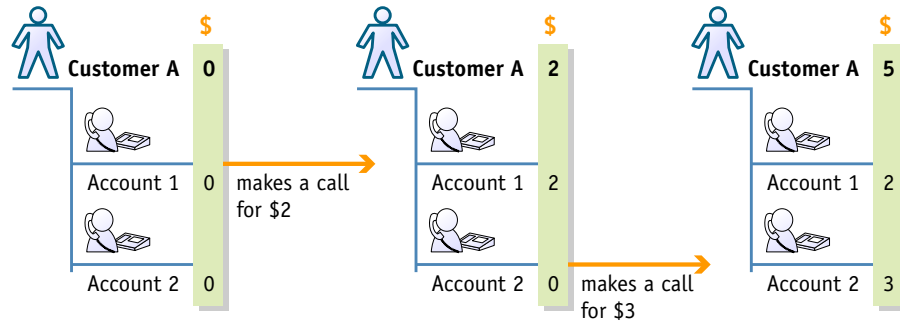 $
Customer A 0
Account 1 0
Account 2 0
makes a call
for $2
$
Customer A 2
Account 1 2
Account 2 0
makes a call
for $3
$
Customer A 5
Account 1 2
Account 2 3